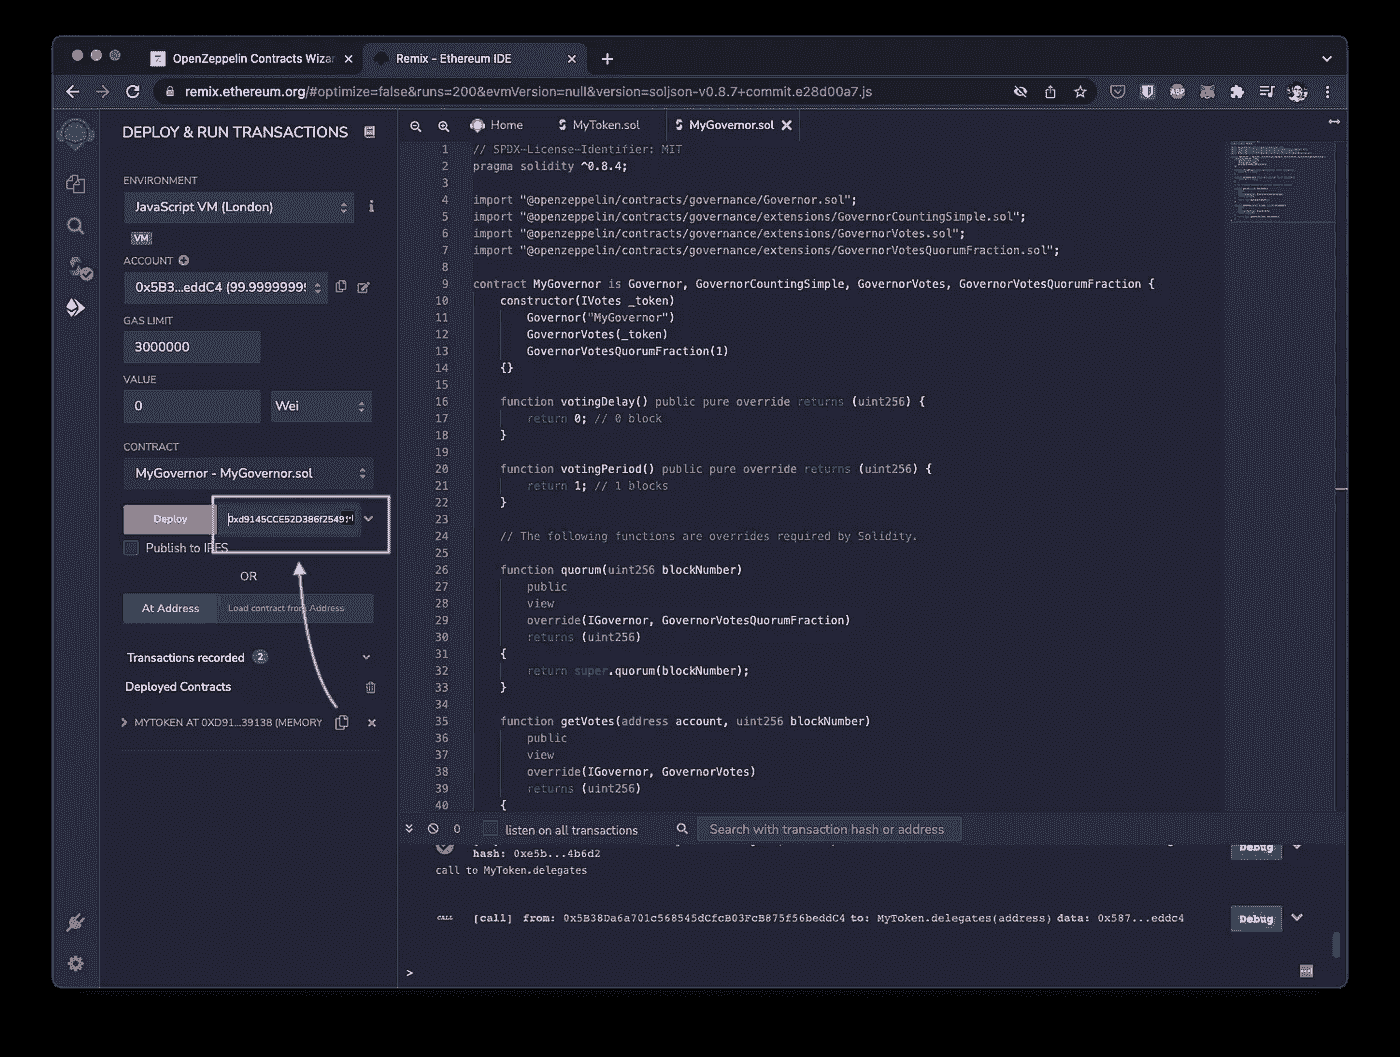 OpenZeppelin Contracts Wizar
Remix - Ethereum IDE
remix.ethereum.org/#optimize=false&runs=200&evmVersion=null&version=soljson-v0.8.7+commit.e28d00a7.js
DEPLOY & RUN TRANSACTIONS
ENVIRONMENT
JavaScript VM (London)
VM
ACCOUNT
0x5B3...eddC4 (99.9999999
GAS LIMIT
3000000
VALUE
0
Wei
CONTRACT
MyGovernor - MyGovernor.sol
Deploy
0xd9145CCE52D386f25491
Publish to IPFS
OR
At Address
Load contract from Address
Transactions recorded 2
Deployed Contracts
MYTOKEN AT 0XD91...39138 (MEMORY
Home
MyToken.sol
MyGovernor.sol
1 // SPDX-License-Identifier: MIT
2 pragma solidity ^0.8.4;
3
4 import "@openzeppelin/contracts/governance/Governor.sol";
5 import "@openzeppelin/contracts/governance/extensions/GovernorCountingSimple.sol";
6 import "@openzeppelin/contracts/governance/extensions/GovernorVotes.sol";
7 import "@openzeppelin/contracts/governance/extensions/GovernorVotesQuorumFraction.sol";
8
9 contract MyGovernor is Governor, GovernorCountingSimple, GovernorVotes, GovernorVotesQuorumFraction {
10 constructor(IVotes _token)
11 Governor("MyGovernor")
12 GovernorVotes(_token)
13 GovernorVotesQuorumFraction(1)
14 {}
15
16 function votingDelay() public pure override returns (uint256) {
17 return 0; // 0 block
18 }
19
20 function votingPeriod() public pure override returns (uint256) {
21 return 1; // 1 blocks
22 }
23
24 // The following functions are overrides required by Solidity.
25
26 function quorum(uint256 blockNumber)
27 public
28 view
29 override(IGovernor, GovernorVotesQuorumFraction)
30 returns (uint256)
31 {
32 return super.quorum(blockNumber);
33 }
34
35 function getVotes(address account, uint256 blockNumber)
36 public
37 view
38 override(IGovernor, GovernorVotes)
39 returns (uint256)
40 {
0
listen on all transactions
Search with transaction hash or address
hash: 0xe5b...4b6d2
Debug
call to MyToken.delegates
CALL [call] from: 0x5B38Da6a701c568545dCfcB03FcB875f56beddC4 to: MyToken.delegates(address) data: 0x587...eddc4
Debug
>